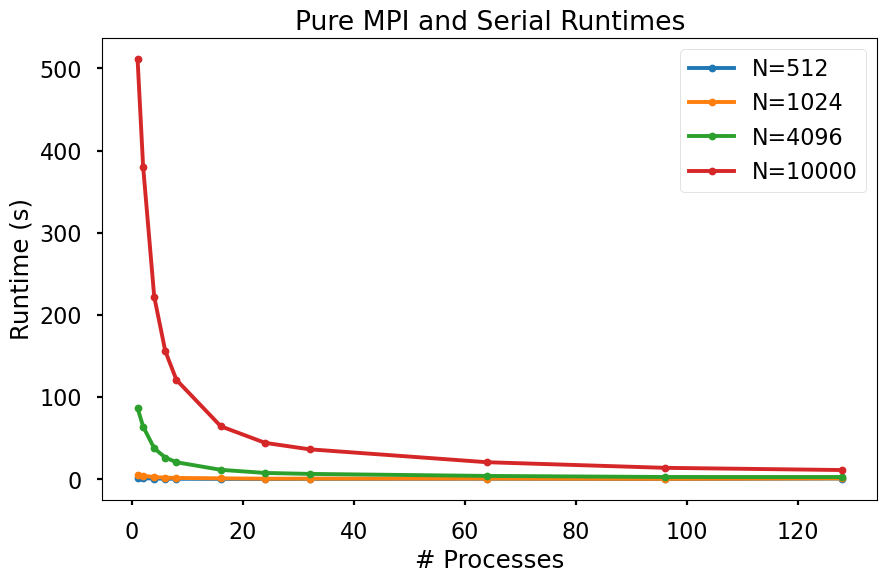 Pure MPI and Serial Runtimes
N=512
N=1024
N=4096
N=10000
Runtime (s)
500
400
300
200
100
0
0 20 40 60 80 100 120
# Processes